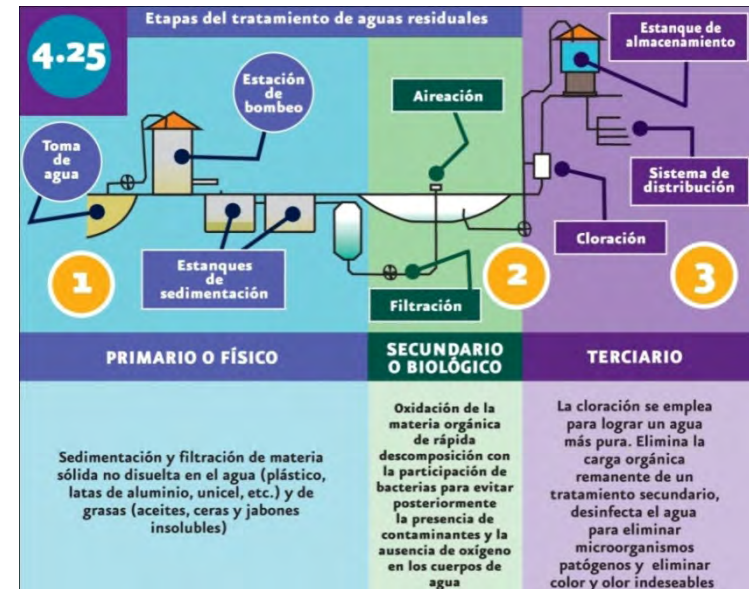 Etapas del tratamiento de aguas residuales
4.25
Toma
de
agua
Estación
de
bombeo
Estanques
de
sedimentación
1
Aireación
Filtración
2
Estanque de
almacenamiento
Sistema de
distribución
Cloración
3
PRIMARIO O FÍSICO
Sedimentación y filtración de materia
sólida no disuelta en el agua (plástico,
latas de aluminio, unicel, etc.) y de
grasas (aceites, ceras y jabones
insolubles)
SECUNDARIO
O BIOLÓGICO
Oxidación de la
materia orgánica
de rápida
descomposición con
la participación de
bacterias para evitar
posteriormente
la presencia de
contaminantes y la
ausencia de oxígeno
en los cuerpos de
agua
TERCIARIO
La cloración se emplea
para lograr un agua
más pura. Elimina la
carga orgánica
remanente de un
tratamiento secundario,
desinfecta el agua
para eliminar
microorganismos
patógenos y eliminar
color y olor indeseables